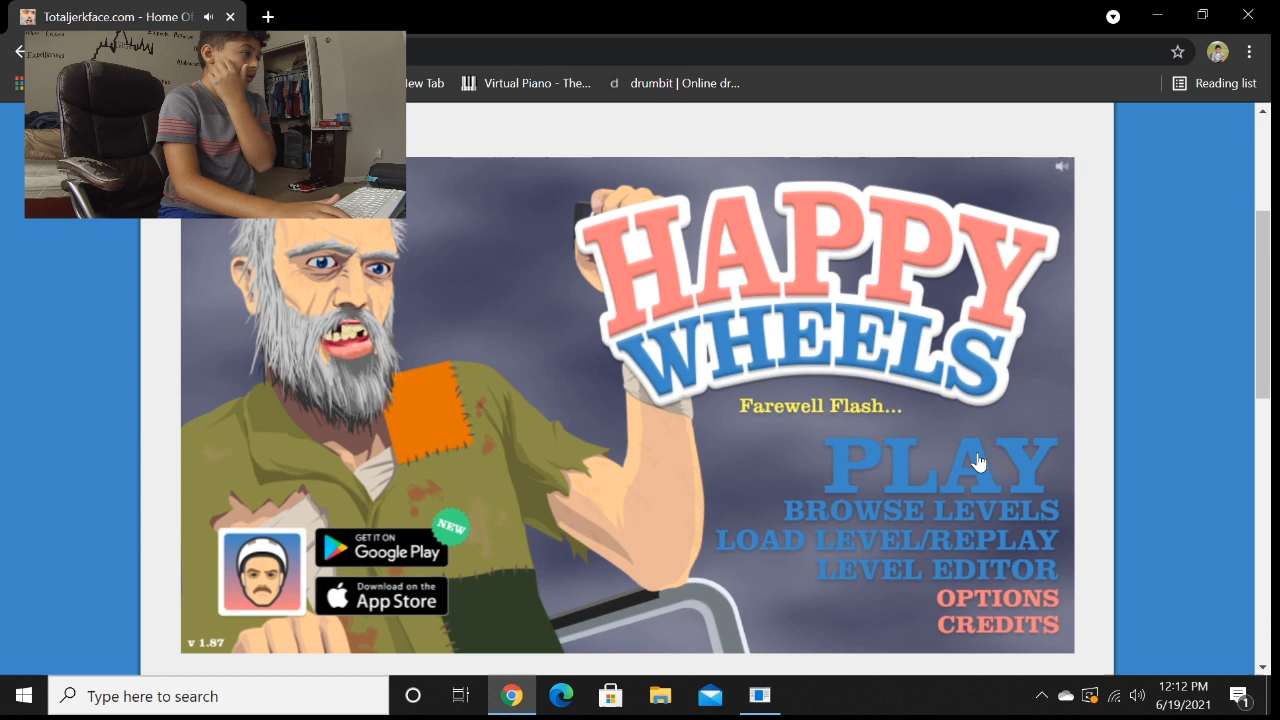 Totaljerkface.com - Home Of
Expelliarmus
ew Tab
Virtual Piano - The...
d
drumbit | Online dr...
Reading list
HAPPY
WHEELS
Farewell Flash...
PLAY
BROWSE LEVELS
LOAD LEVEL/REPLAY
LEVEL EDITOR
OPTIONS
CREDITS
NEW
GET IT ON
Google Play
Download on the
App Store
v 1.87
Type here to search
12:12 PM
6/19/2021
1